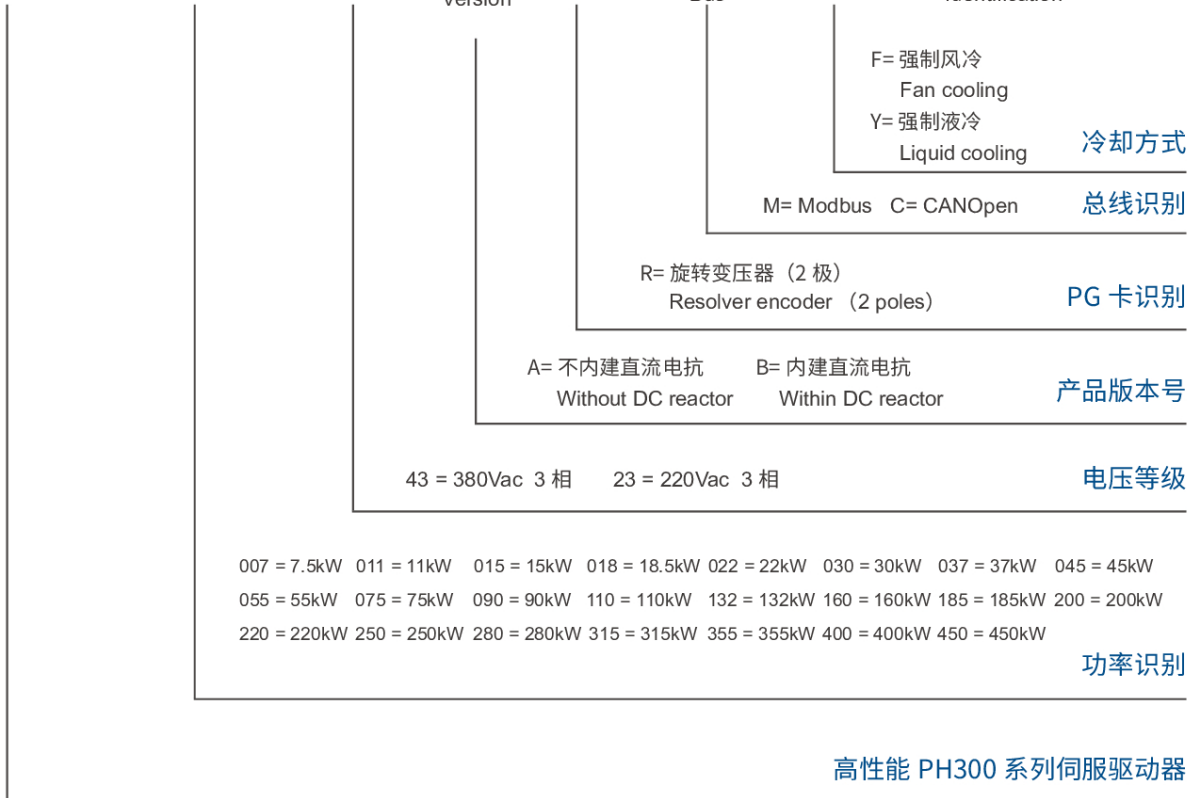 Version Bus Identification
F= 强制风冷
Fan cooling
Y= 强制液冷
Liquid cooling
冷却方式
M= Modbus C= CANOpen 总线识别
R= 旋转变压器（2 极）
Resolver encoder （2 poles）
PG 卡识别
A= 不内建直流电抗 B= 内建直流电抗
Without DC reactor Within DC reactor
产品版本号
43 = 380Vac 3 相 23 = 220Vac 3 相 电压等级
007 = 7.5kW 011 = 11kW 015 = 15kW 018 = 18.5kW 022 = 22kW 030 = 30kW 037 = 37kW 045 = 45kW
055 = 55kW 075 = 75kW 090 = 90kW 110 = 110kW 132 = 132kW 160 = 160kW 185 = 185kW 200 = 200kW
220 = 220kW 250 = 250kW 280 = 280kW 315 = 315kW 355 = 355kW 400 = 400kW 450 = 450kW
功率识别
高性能 PH300 系列伺服驱动器